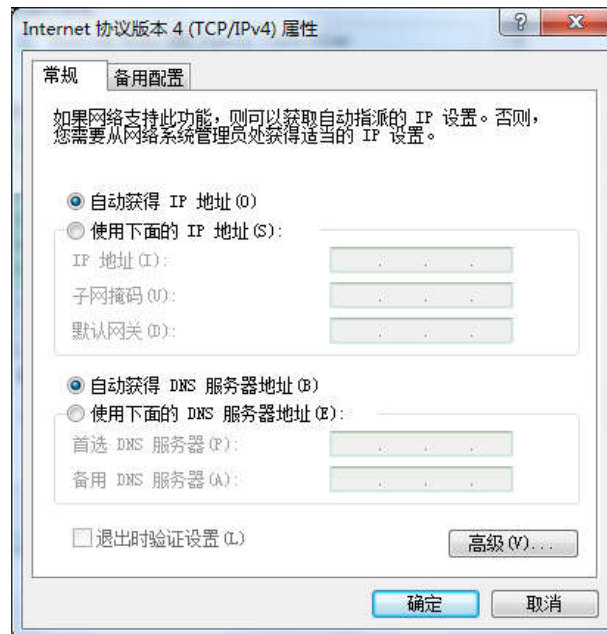 Internet 协议版本 4 (TCP/IPv4) 属性
常规
备用配置
如果网络支持此功能，则可以获取自动指派的 IP 设置。否则，
您需要从网络系统管理员处获得适当的 IP 设置。
自动获得 IP 地址(O)
使用下面的 IP 地址(S):
IP 地址(I):
子网掩码(U):
默认网关(D):
自动获得 DNS 服务器地址(B)
使用下面的 DNS 服务器地址(E):
首选 DNS 服务器(P):
备用 DNS 服务器(A):
退出时验证设置(L)
高级(V)...
确定
取消